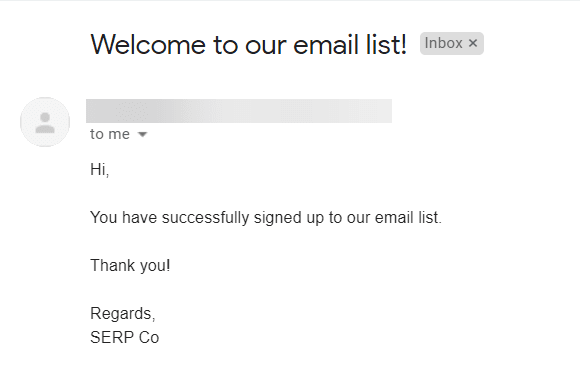 Welcome to our email list! Inbox ×
to me
Hi,
You have successfully signed up to our email list.
Thank you!
Regards,
SERP Co